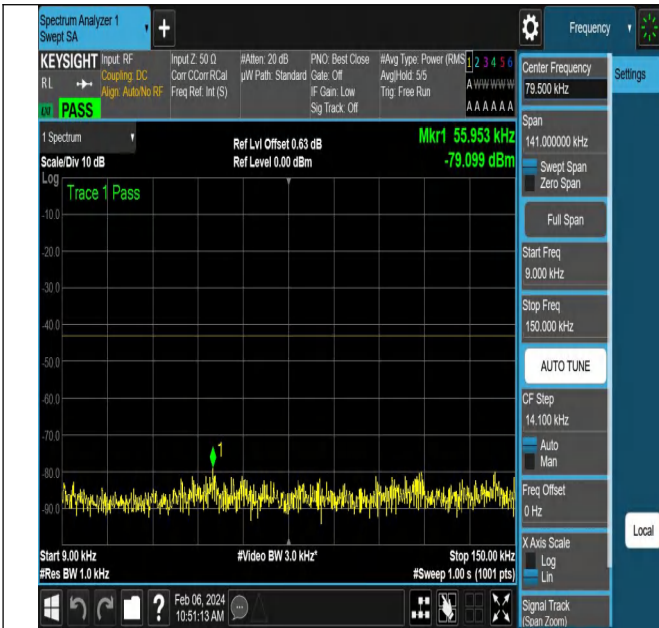 Spectrum Analyzer 1
Swept SA
+
Frequency
KEYSIGHT
RL
PASS
Input: RF
Coupling: DC
Align: Auto/No RF
Input Z: 50 Ω
Corr CCorr RCal
Freq Ref: Int (S)
#Atten: 20 dB
µW Path: Standard
PNO: Best Close
Gate: Off
IF Gain: Low
Sig Track: Off
#Avg Type: Power (RMS
Avg|Hold: 5/5
Trig: Free Run
1 2 3 4 5 6
A W W W W W
A A A A A A
1 Spectrum
Scale/Div 10 dB
Log
Ref Lvl Offset 0.63 dB
Ref Level 0.00 dBm
Mkr1 55.953 kHz
-79.099 dBm
Trace 1 Pass
-10.0
-20.0
-30.0
-40.0
-50.0
-60.0
-70.0
-80.0
-90.0
1
Start 9.00 kHz
#Res BW 1.0 kHz
#Video BW 3.0 kHz*
Stop 150.00 kHz
#Sweep 1.00 s (1001 pts)
Feb 06, 2024
10:51:13 AM
?
Center Frequency
79.500 kHz
Settings
Span
141.000000 kHz
Swept Span
Zero Span
Full Span
Start Freq
9.000 kHz
Stop Freq
150.000 kHz
AUTO TUNE
CF Step
14.100 kHz
Auto
Man
Freq Offset
0 Hz
Local
X Axis Scale
Log
Lin
Signal Track
(Span Zoom)